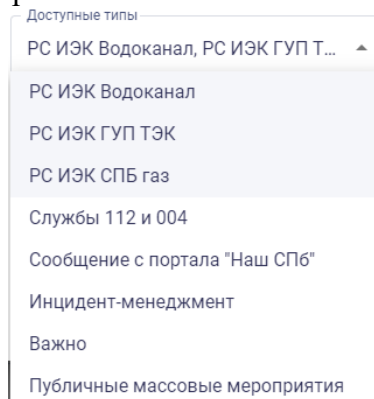 Доступные типы
РС ИЭК Водоканал, РС ИЭК ГУП Т...
РС ИЭК Водоканал
РС ИЭК ГУП ТЭК
РС ИЭК СПБ газ
Службы 112 и 004
Сообщение с портала "Наш СПб"
Инцидент-менеджмент
Важно
Публичные массовые мероприятия